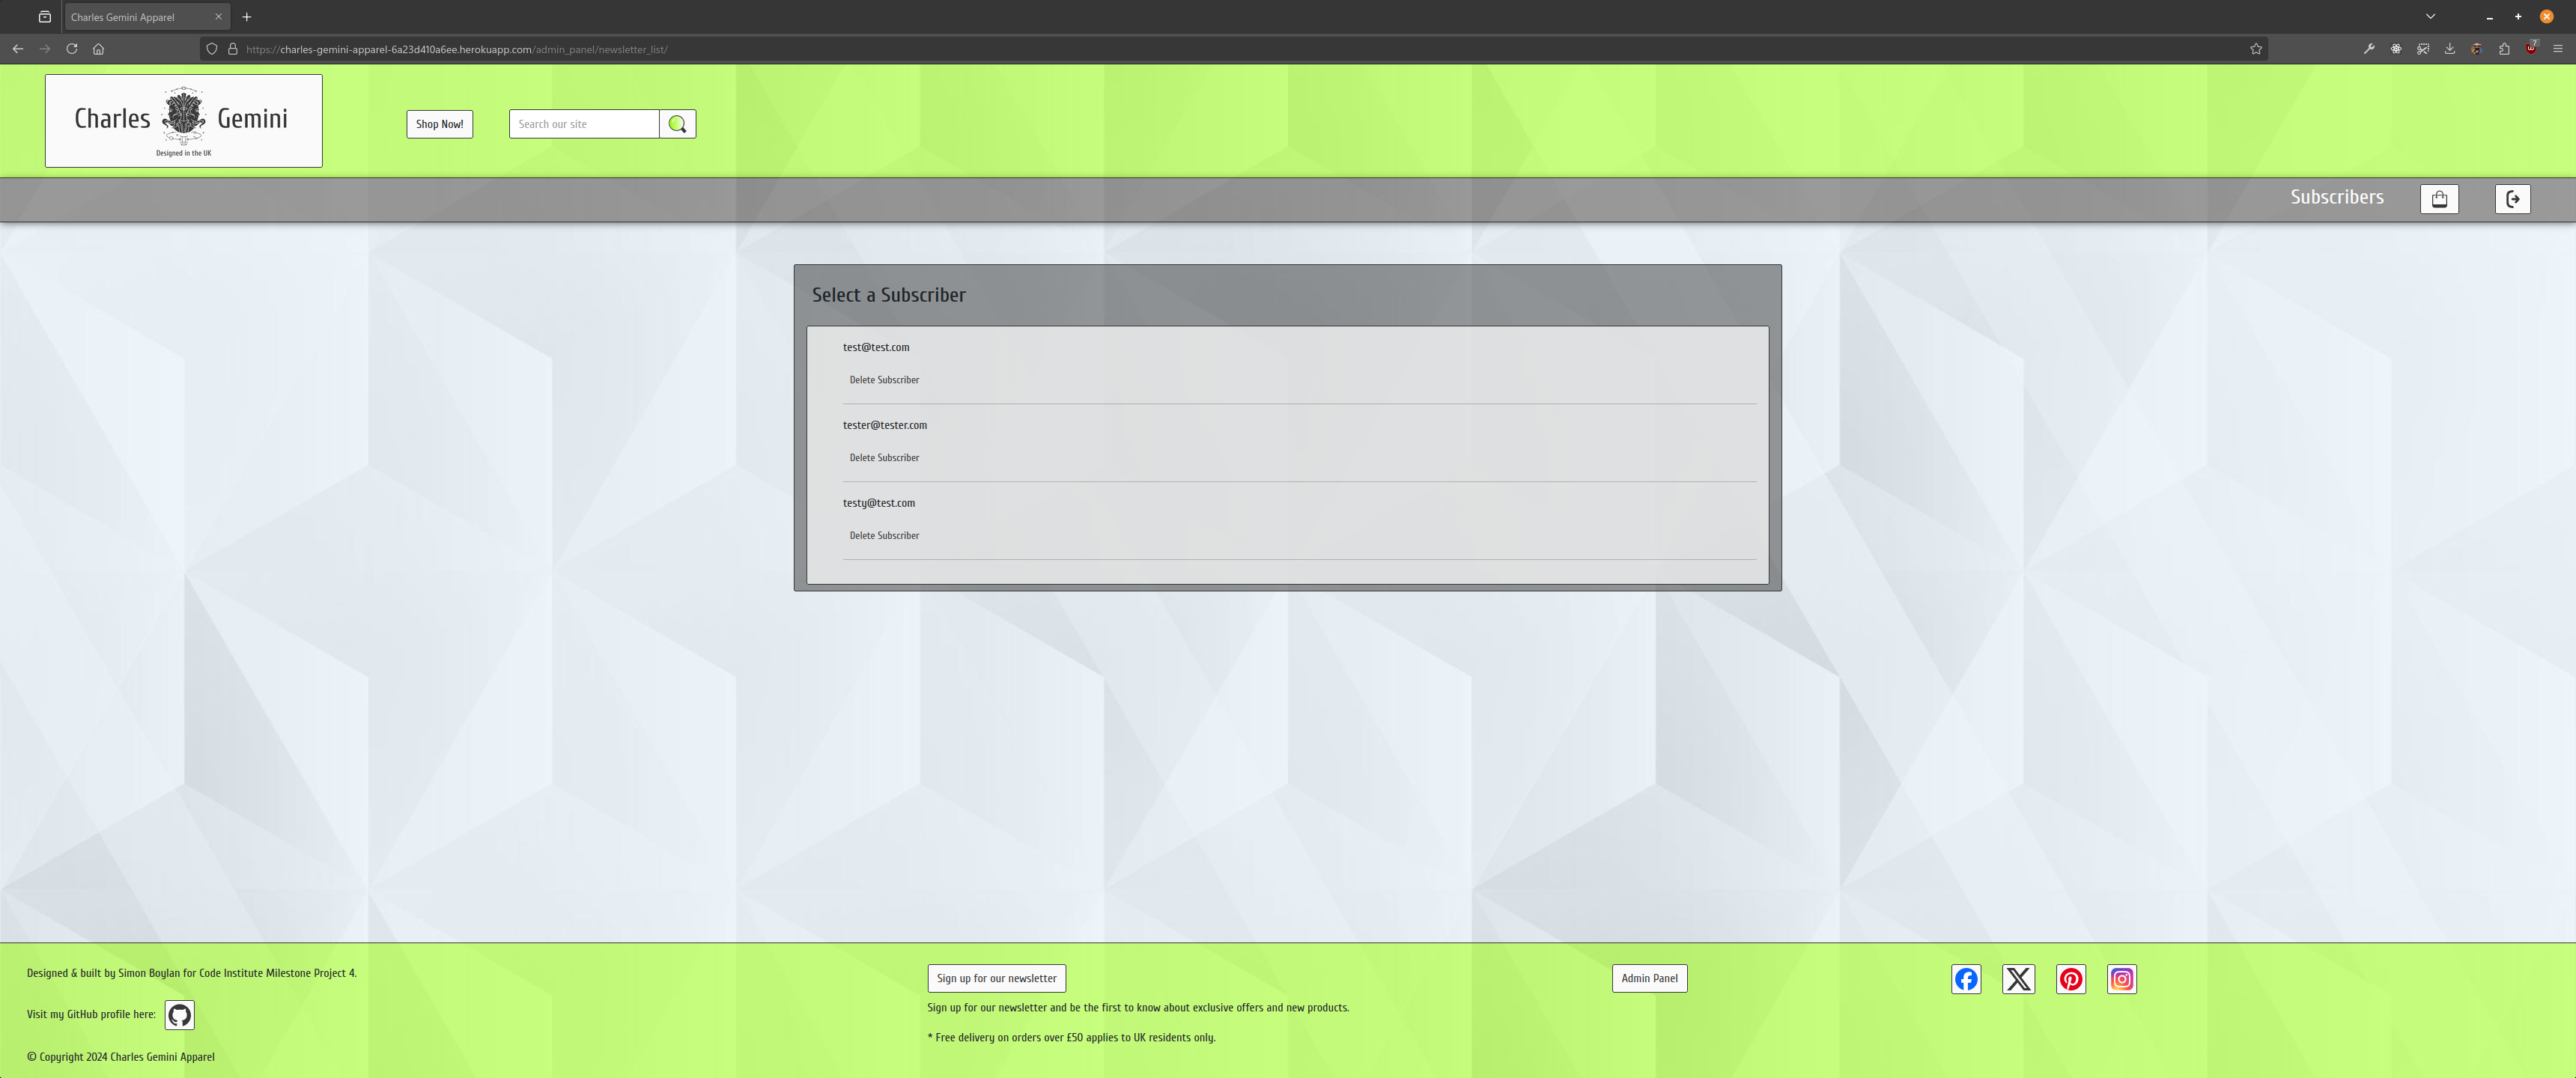 Charles Gemini Apparel
https://charles-gemini-apparel-6a23d410a6ee.herokuapp.com/admin_panel/newsletter_list/
7
Charles Gemini
Designed in the UK
Shop Now!
Search our site
Subscribers
Select a Subscriber
test@test.com
Delete Subscriber
tester@tester.com
Delete Subscriber
testy@test.com
Delete Subscriber
Designed & built by Simon Boylan for Code Institute Milestone Project 4.
Visit my GitHub profile here:
© Copyright 2024 Charles Gemini Apparel
Sign up for our newsletter
Sign up for our newsletter and be the first to know about exclusive offers and new products.
* Free delivery on orders over £50 applies to UK residents only.
Admin Panel